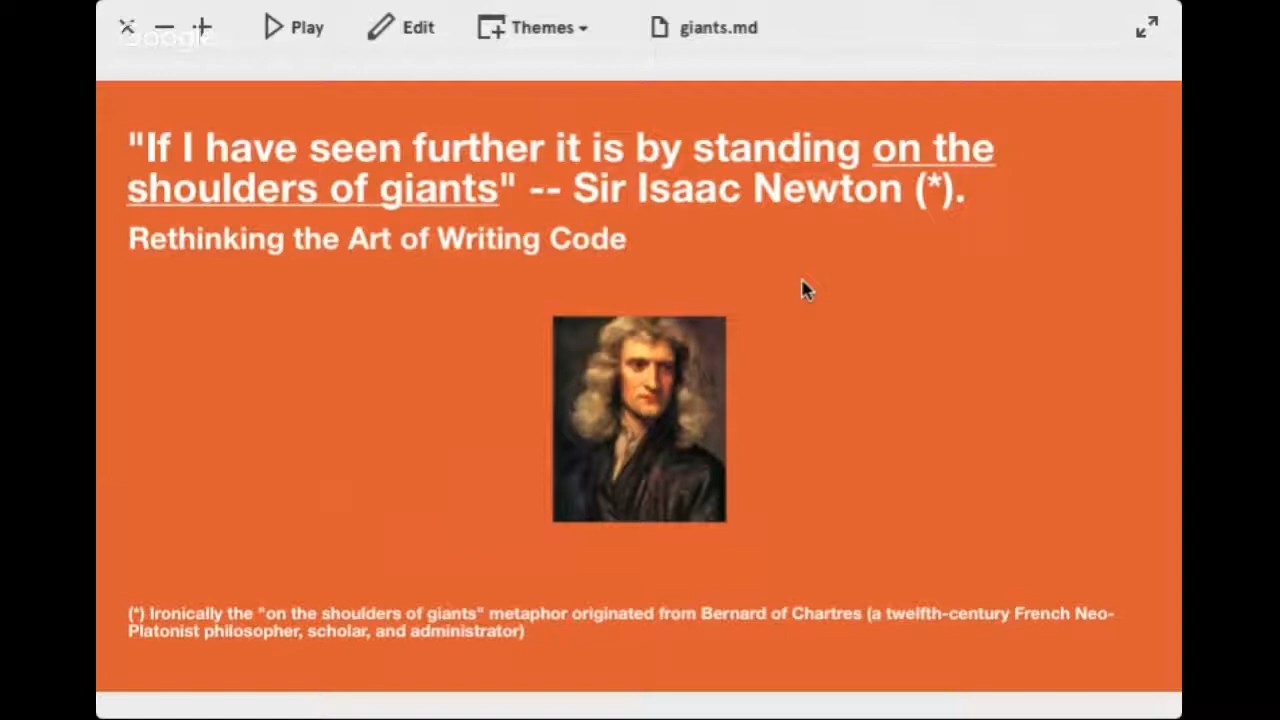 Google
Play Edit Themes giants.md
"If I have seen further it is by standing on the
shoulders of giants" -- Sir Isaac Newton (*).
Rethinking the Art of Writing Code
(*) Ironically the "on the shoulders of giants" metaphor originated from Bernard of Chartres (a twelfth-century French Neo-
Platonist philosopher, scholar, and administrator)